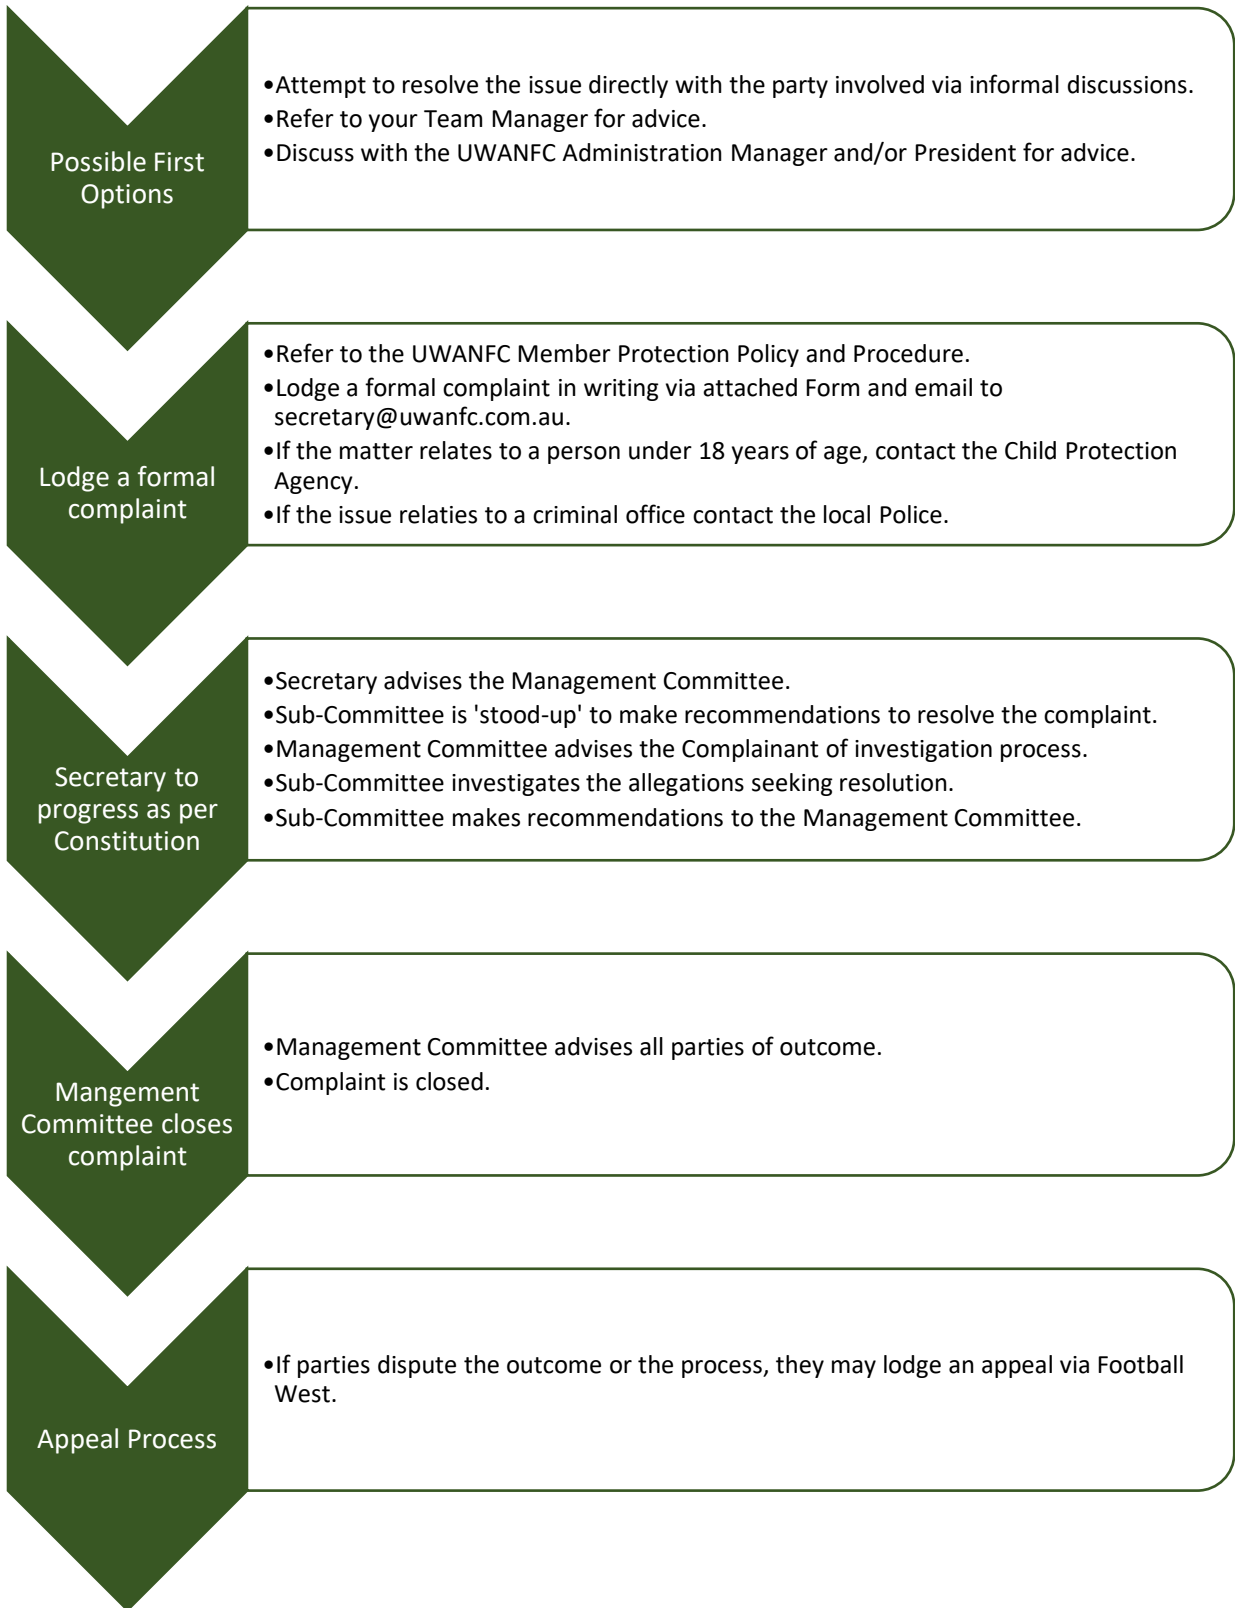 Possible First
Options
•Attempt to resolve the issue directly with the party involved via informal discussions.
•Refer to your Team Manager for advice.
•Discuss with the UWANFC Administration Manager and/or President for advice.
Lodge a formal
complaint
•Refer to the UWANFC Member Protection Policy and Procedure.
•Lodge a formal complaint in writing via attached Form and email to
secretary@uwanfc.com.au.
•If the matter relates to a person under 18 years of age, contact the Child Protection
Agency.
•If the issue relaties to a criminal office contact the local Police.
Secretary to
progress as per
Constitution
•Secretary advises the Management Committee.
•Sub-Committee is 'stood-up' to make recommendations to resolve the complaint.
•Management Committee advises the Complainant of investigation process.
•Sub-Committee investigates the allegations seeking resolution.
•Sub-Committee makes recommendations to the Management Committee.
Mangement
Committee closes
complaint
•Management Committee advises all parties of outcome.
•Complaint is closed.
Appeal Process
•If parties dispute the outcome or the process, they may lodge an appeal via Football
West.